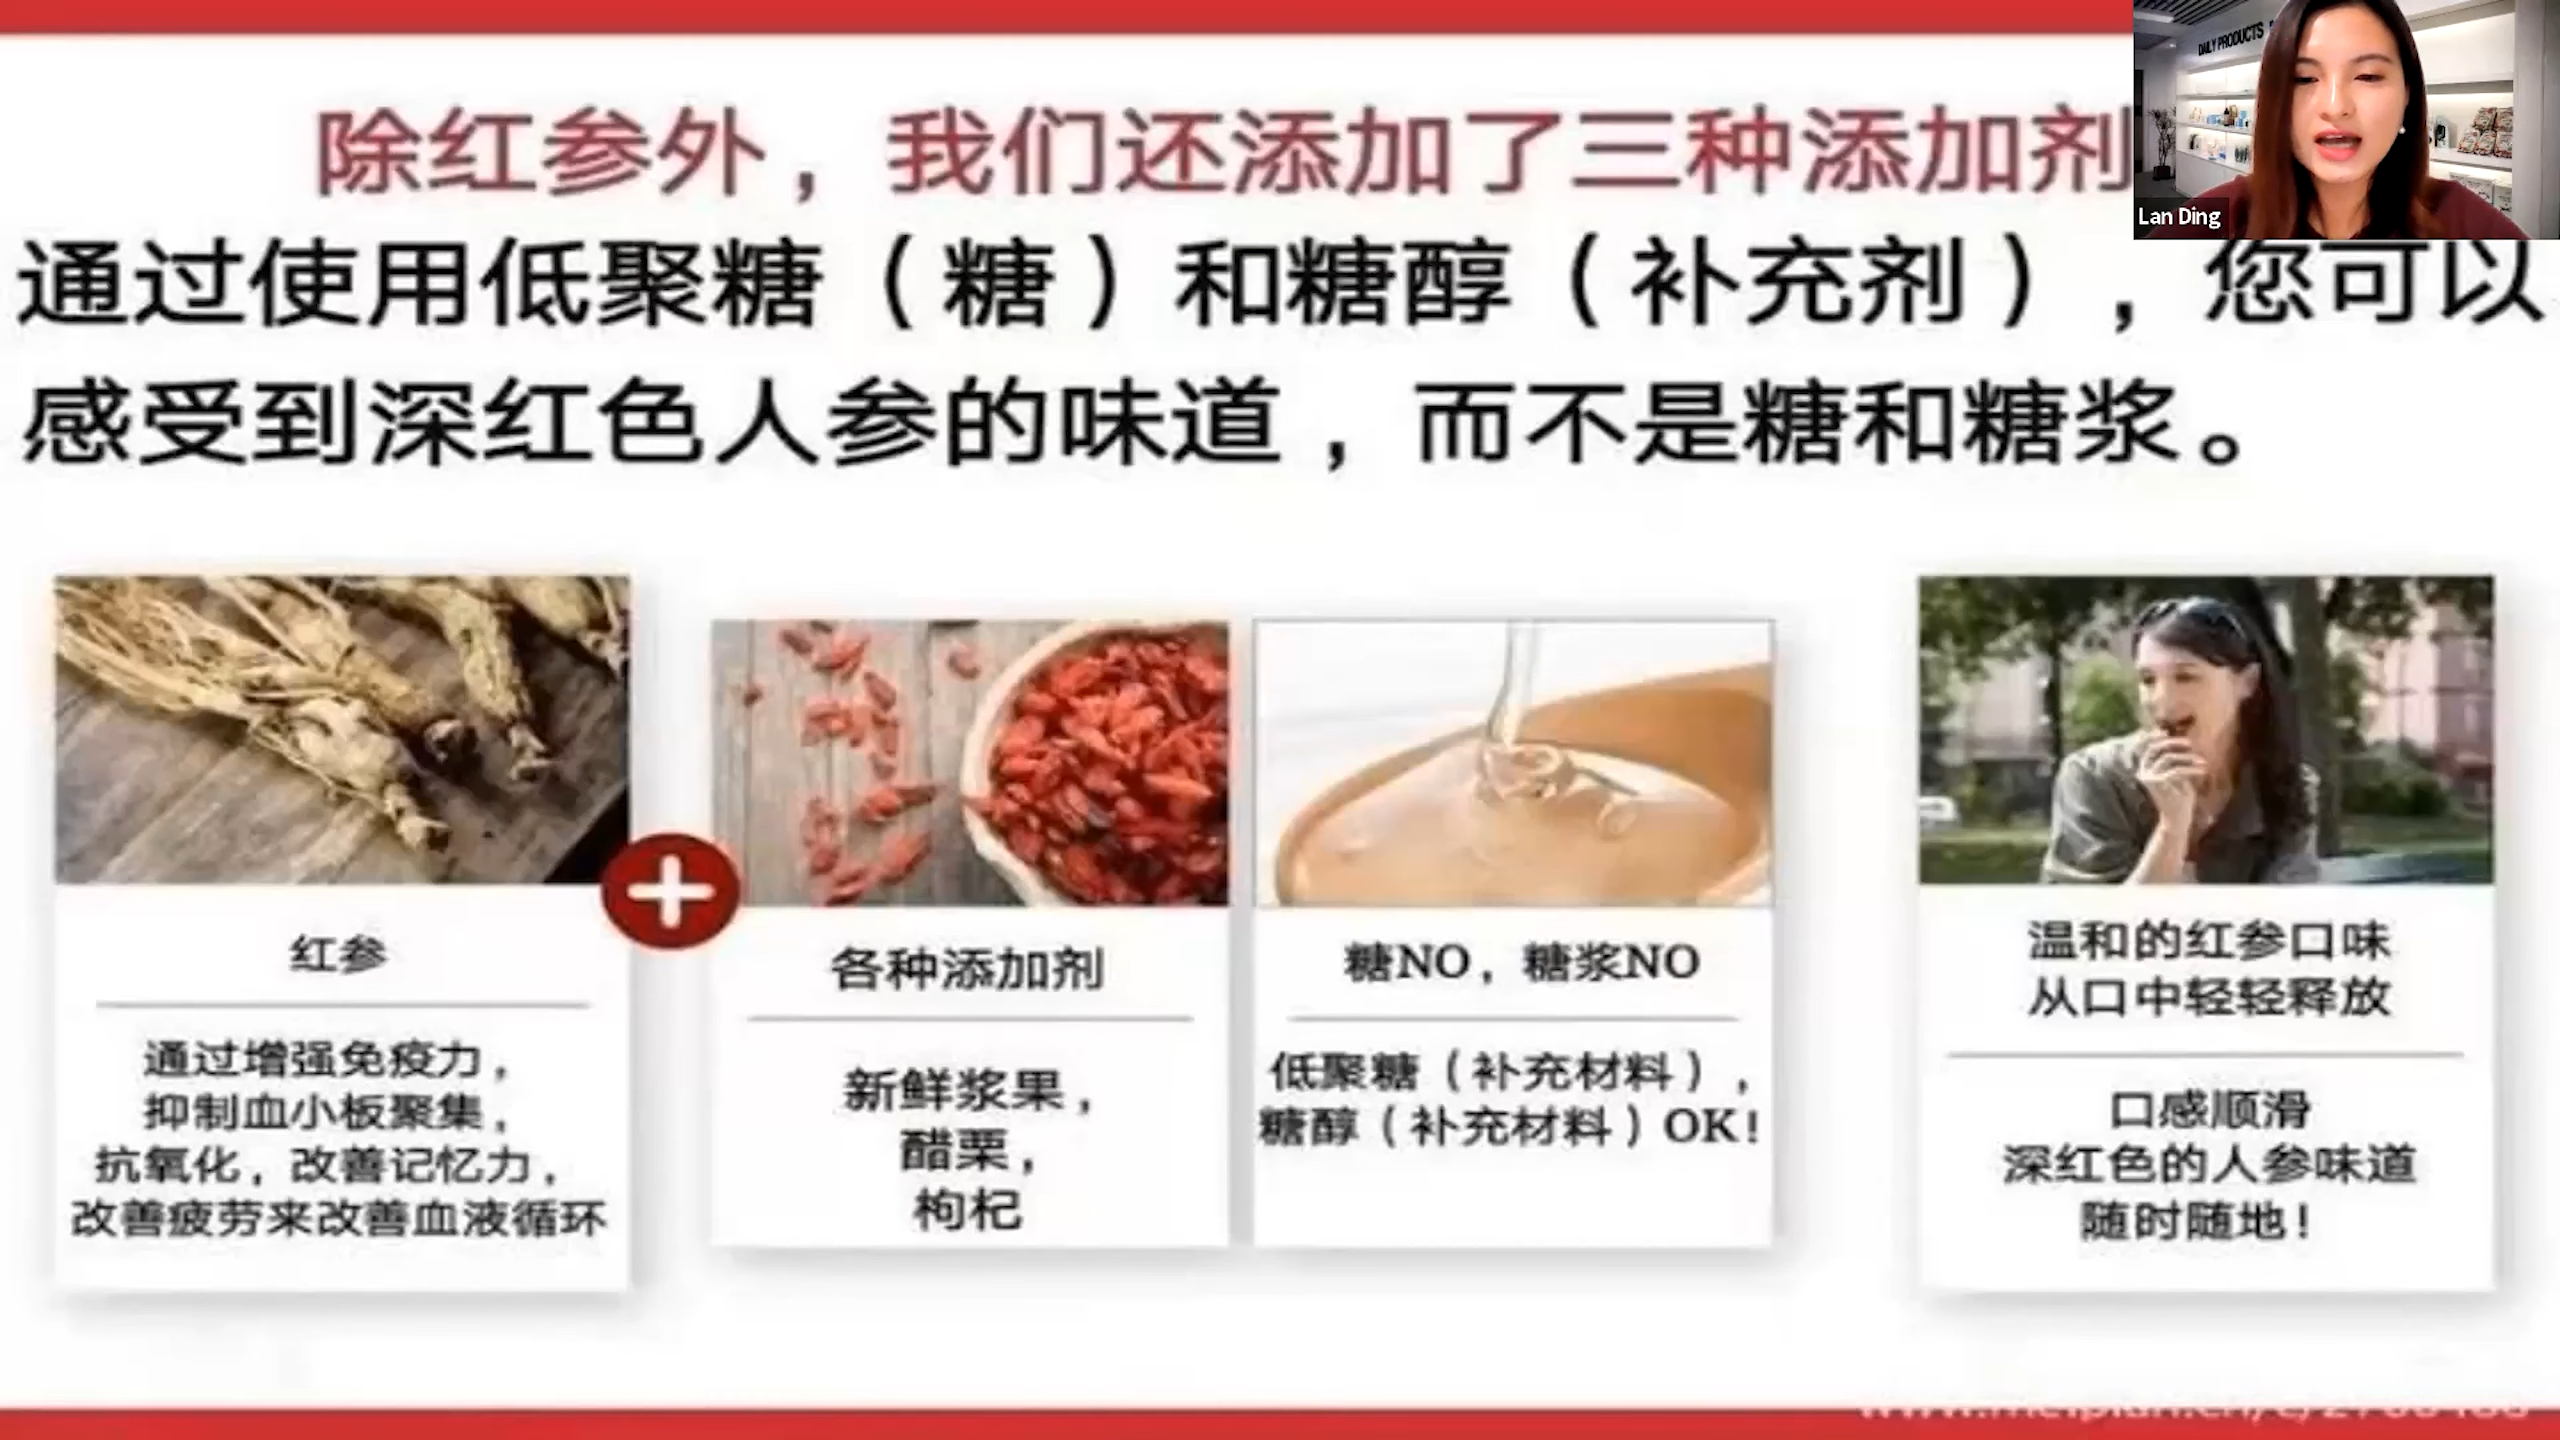 除红参外，我们还添加了三种添加剂
通过使用低聚糖（糖）和糖醇（补充剂），您可以
感受到深红色人参的味道，而不是糖和糖浆。
DAILY PRODUCTS
Lan Ding
红参
通过增强免疫力，
抑制血小板聚集，
抗氧化，改善记忆力，
改善疲劳来改善血液循环
各种添加剂
新鲜浆果，
醋栗，
枸杞
糖NO，糖浆NO
低聚糖（补充材料），
糖醇（补充材料）OK！
温和的红参口味
从口中轻轻释放
口感顺滑
深红色的人参味道
随时随地！